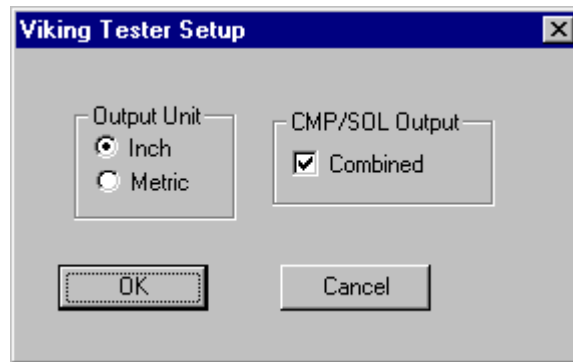 Viking Tester Setup
Output Unit
Inch
Metric
CMP/SOL Output
Combined
OK
Cancel